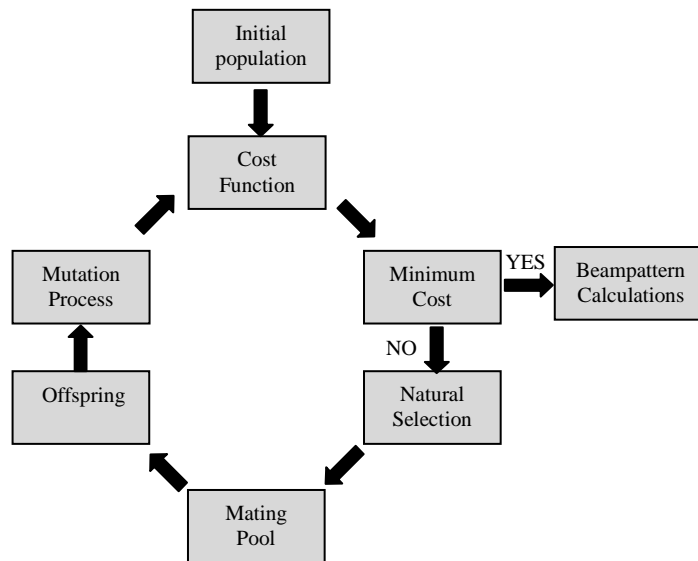 Initial
population
Cost
Function
Mutation
Process
Minimum
Cost
YES
Beampattern
Calculations
NO
Offspring
Natural
Selection
Mating
Pool